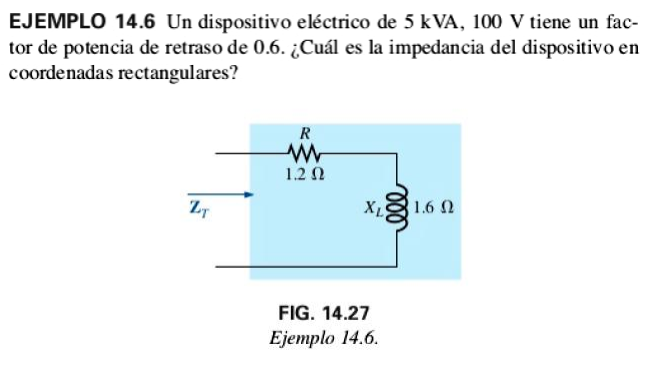 EJEMPLO 14.6 Un dispositivo eléctrico de 5 kVA, 100 V tiene un fac-
tor de potencia de retraso de 0.6. ¿Cuál es la impedancia del dispositivo en
coordenadas rectangulares?
R
1.2 Ω
Z_T
X_L
1.6 Ω
FIG. 14.27
Ejemplo 14.6.